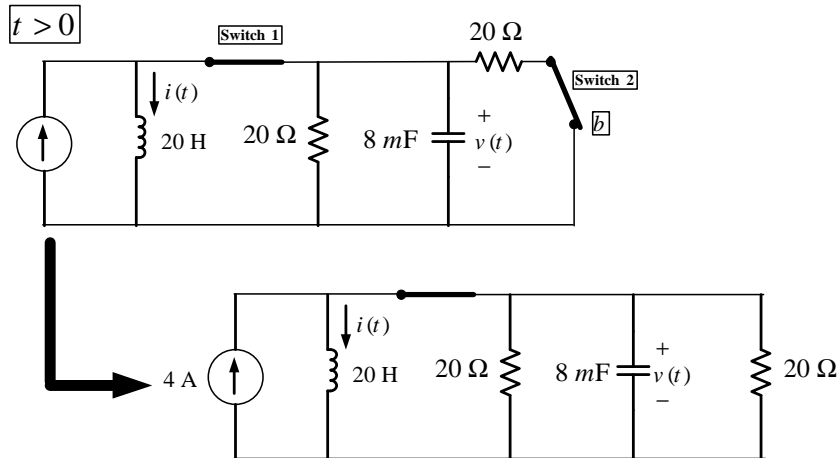 t > 0
Switch 1
20 Ω
Switch 2
i(t)
20 H
20 Ω
8 mF
+
v(t)
−
b
i(t)
4 A
20 H
20 Ω
8 mF
+
v(t)
−
20 Ω